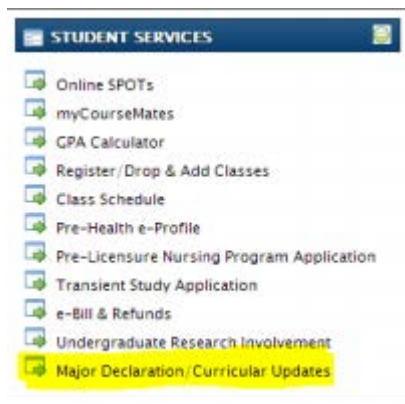 STUDENT SERVICES
Online SPOTs
myCourseMates
GPA Calculator
Register/Drop & Add Classes
Class Schedule
Pre-Health e-Profile
Pre-Licensure Nursing Program Application
Transient Study Application
e-Bill & Refunds
Undergraduate Research Involvement
Major Declaration/Curricular Updates